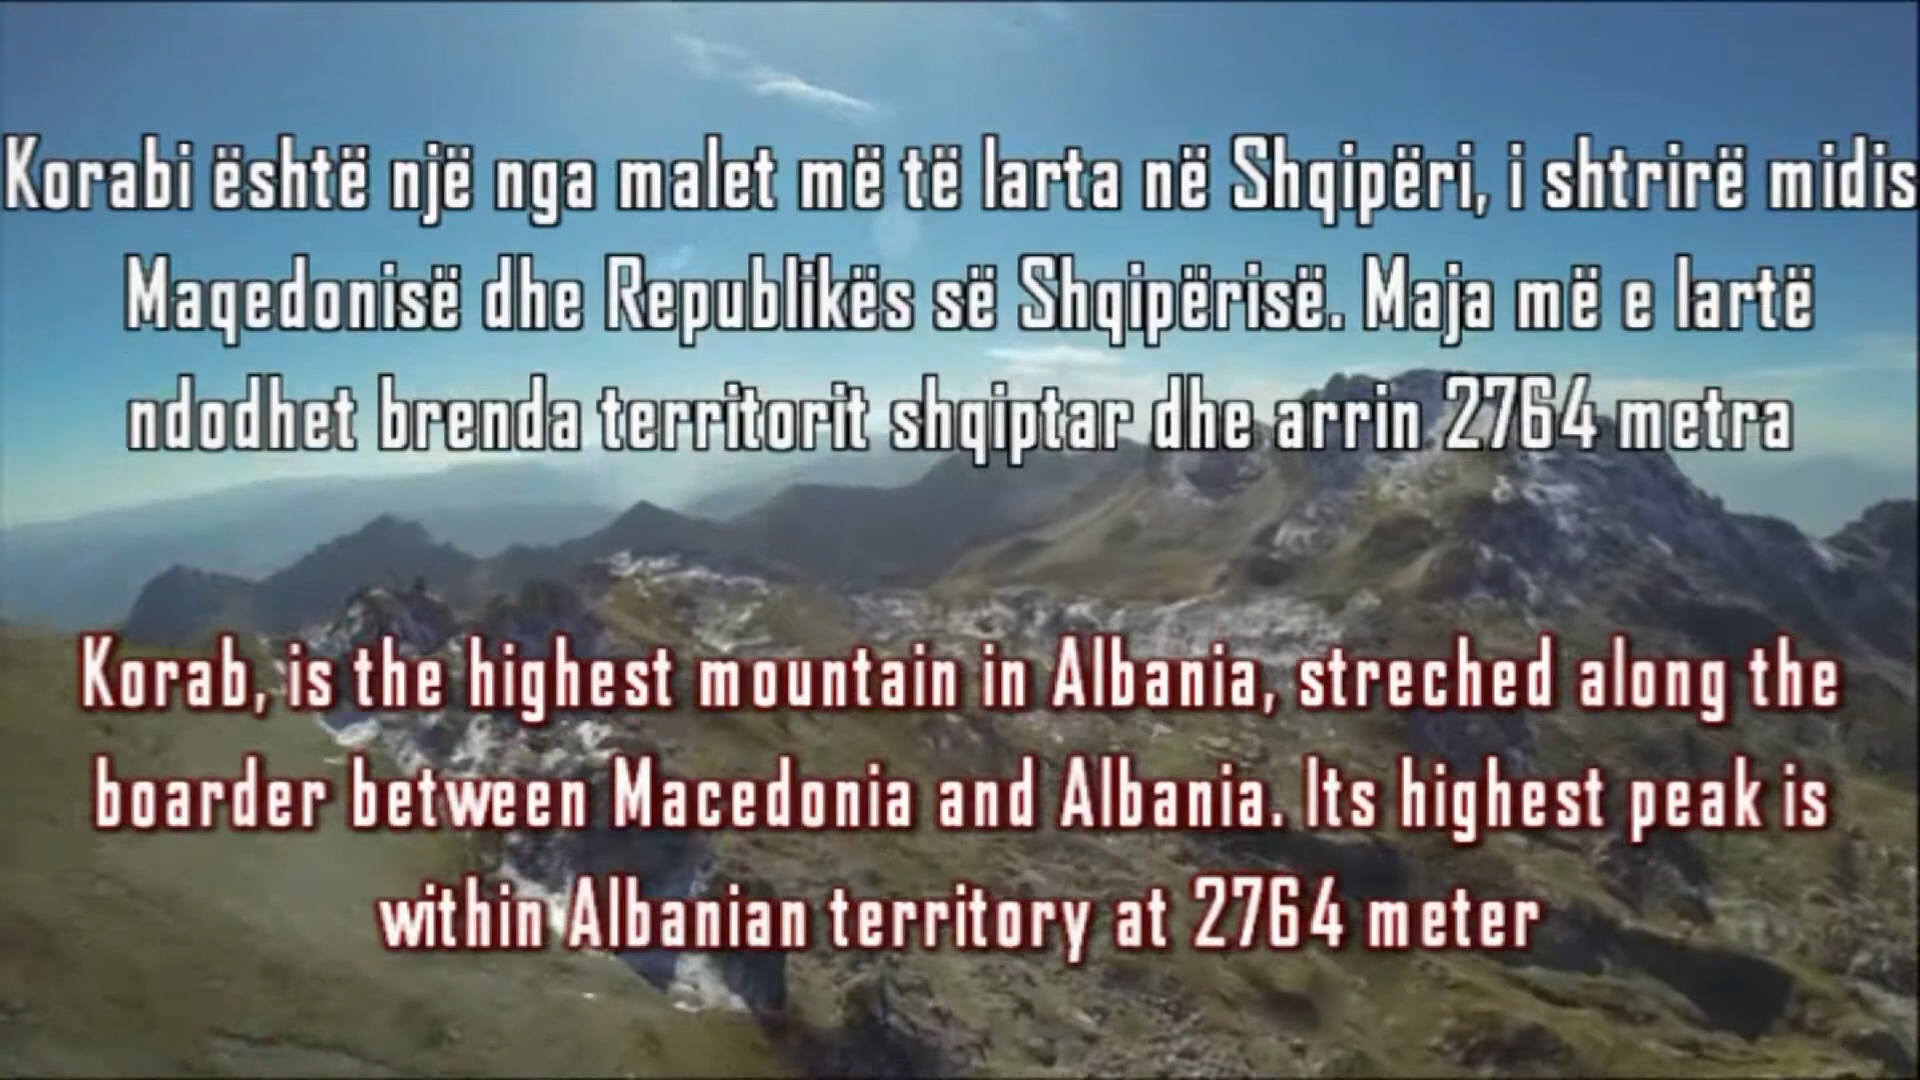 Korabi është një nga malet më të larta në Shqipëri, i shtrirë midis
Maqedonisë dhe Republikës së Shqipërisë. Maja më e lartë
ndodhet brenda territorit shqiptar dhe arrin 2764 metra
Korab, is the highest mountain in Albania, streched along the
boarder between Macedonia and Albania. Its highest peak is
within Albanian territory at 2764 meter